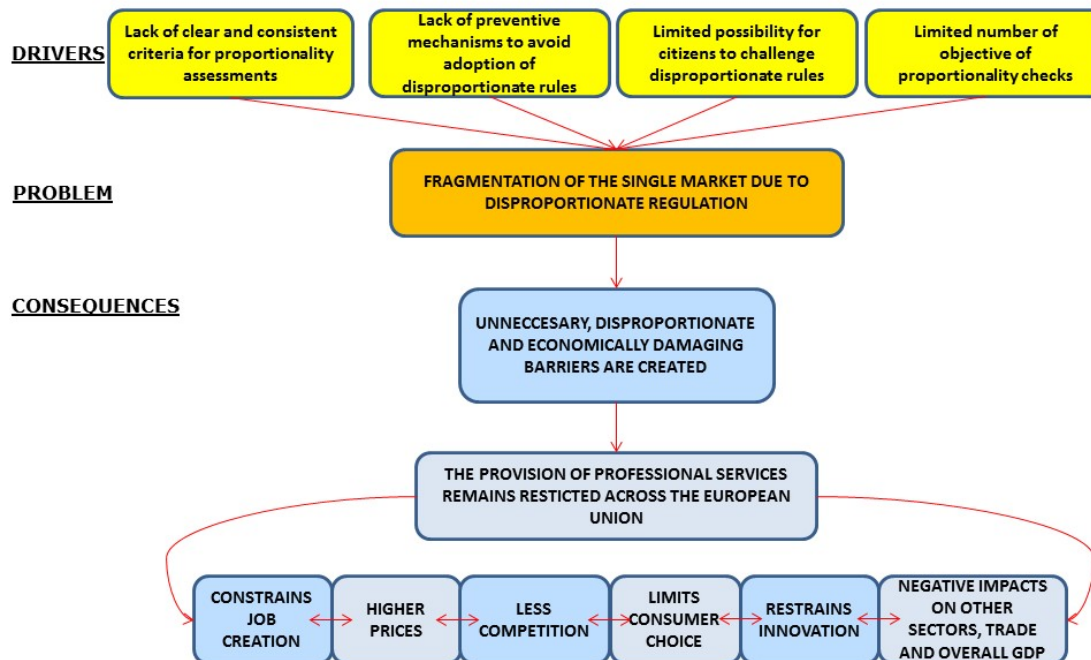 DRIVERS
Lack of clear and consistent
criteria for proportionality
assessments
Lack of preventive
mechanisms to avoid
adoption of
disproportionate rules
Limited possibility for
citizens to challenge
disproportionate rules
Limited number of
objective of
proportionality checks
PROBLEM
FRAGMENTATION OF THE SINGLE MARKET DUE TO
DISPROPORTIONATE REGULATION
CONSEQUENCES
UNNECCESARY, DISPROPORTIONATE
AND ECONOMICALLY DAMAGING
BARRIERS ARE CREATED
THE PROVISION OF PROFESSIONAL SERVICES
REMAINS RESTICTED ACROSS THE EUROPEAN
UNION
CONSTRAINS
JOB
CREATION
HIGHER
PRICES
LESS
COMPETITION
LIMITS
CONSUMER
CHOICE
RESTRAINS
INNOVATION
NEGATIVE IMPACTS
ON OTHER
SECTORS, TRADE
AND OVERALL GDP